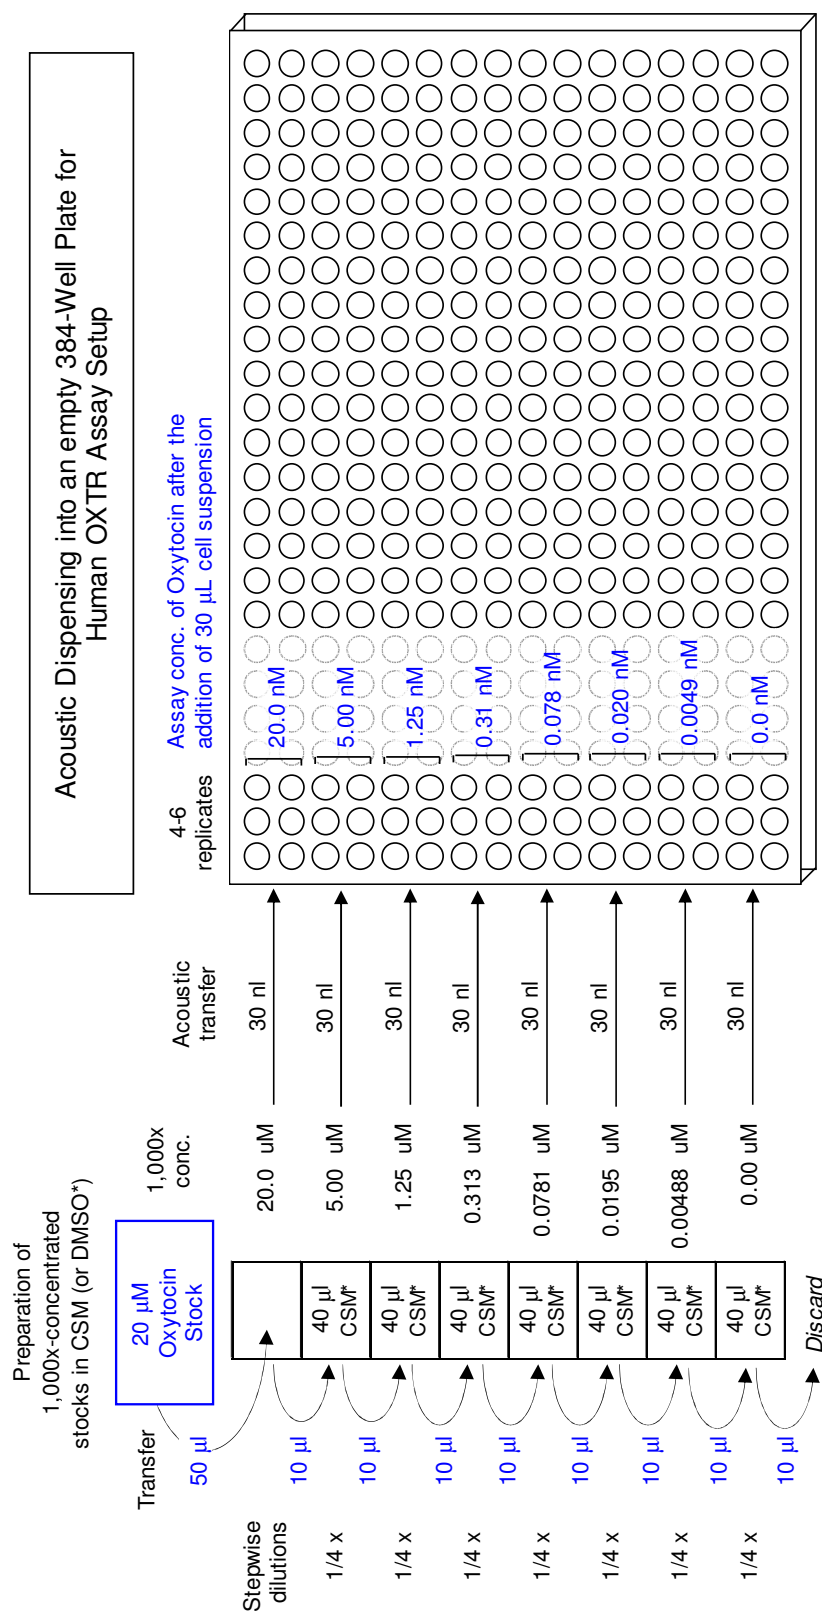 Acoustic Dispensing into an empty 384-Well Plate for
Human OXTR Assay Setup
Preparation of
1,000x-concentrated
stocks in CSM (or DMSO*)
Stepwise
dilutions
Transfer
20 µM
Oxytocin
Stock
1,000x
conc.
Acoustic
transfer
4-6
replicates
Assay conc. of Oxytocin after the
addition of 30 µL cell suspension
50 µl
20.0 uM
30 nl
20.0 nM
1/4 x
10 µl
40 µl
CSM*
5.00 uM
30 nl
5.00 nM
1/4 x
10 µl
40 µl
CSM*
1.25 uM
30 nl
1.25 nM
1/4 x
10 µl
40 µl
CSM*
0.313 uM
30 nl
0.31 nM
1/4 x
10 µl
40 µl
CSM*
0.0781 uM
30 nl
0.078 nM
1/4 x
10 µl
40 µl
CSM*
0.0195 uM
30 nl
0.020 nM
1/4 x
10 µl
40 µl
CSM*
0.00488 uM
30 nl
0.0049 nM
1/4 x
10 µl
40 µl
CSM*
0.00 uM
30 nl
0.0 nM
10 µl
Discard